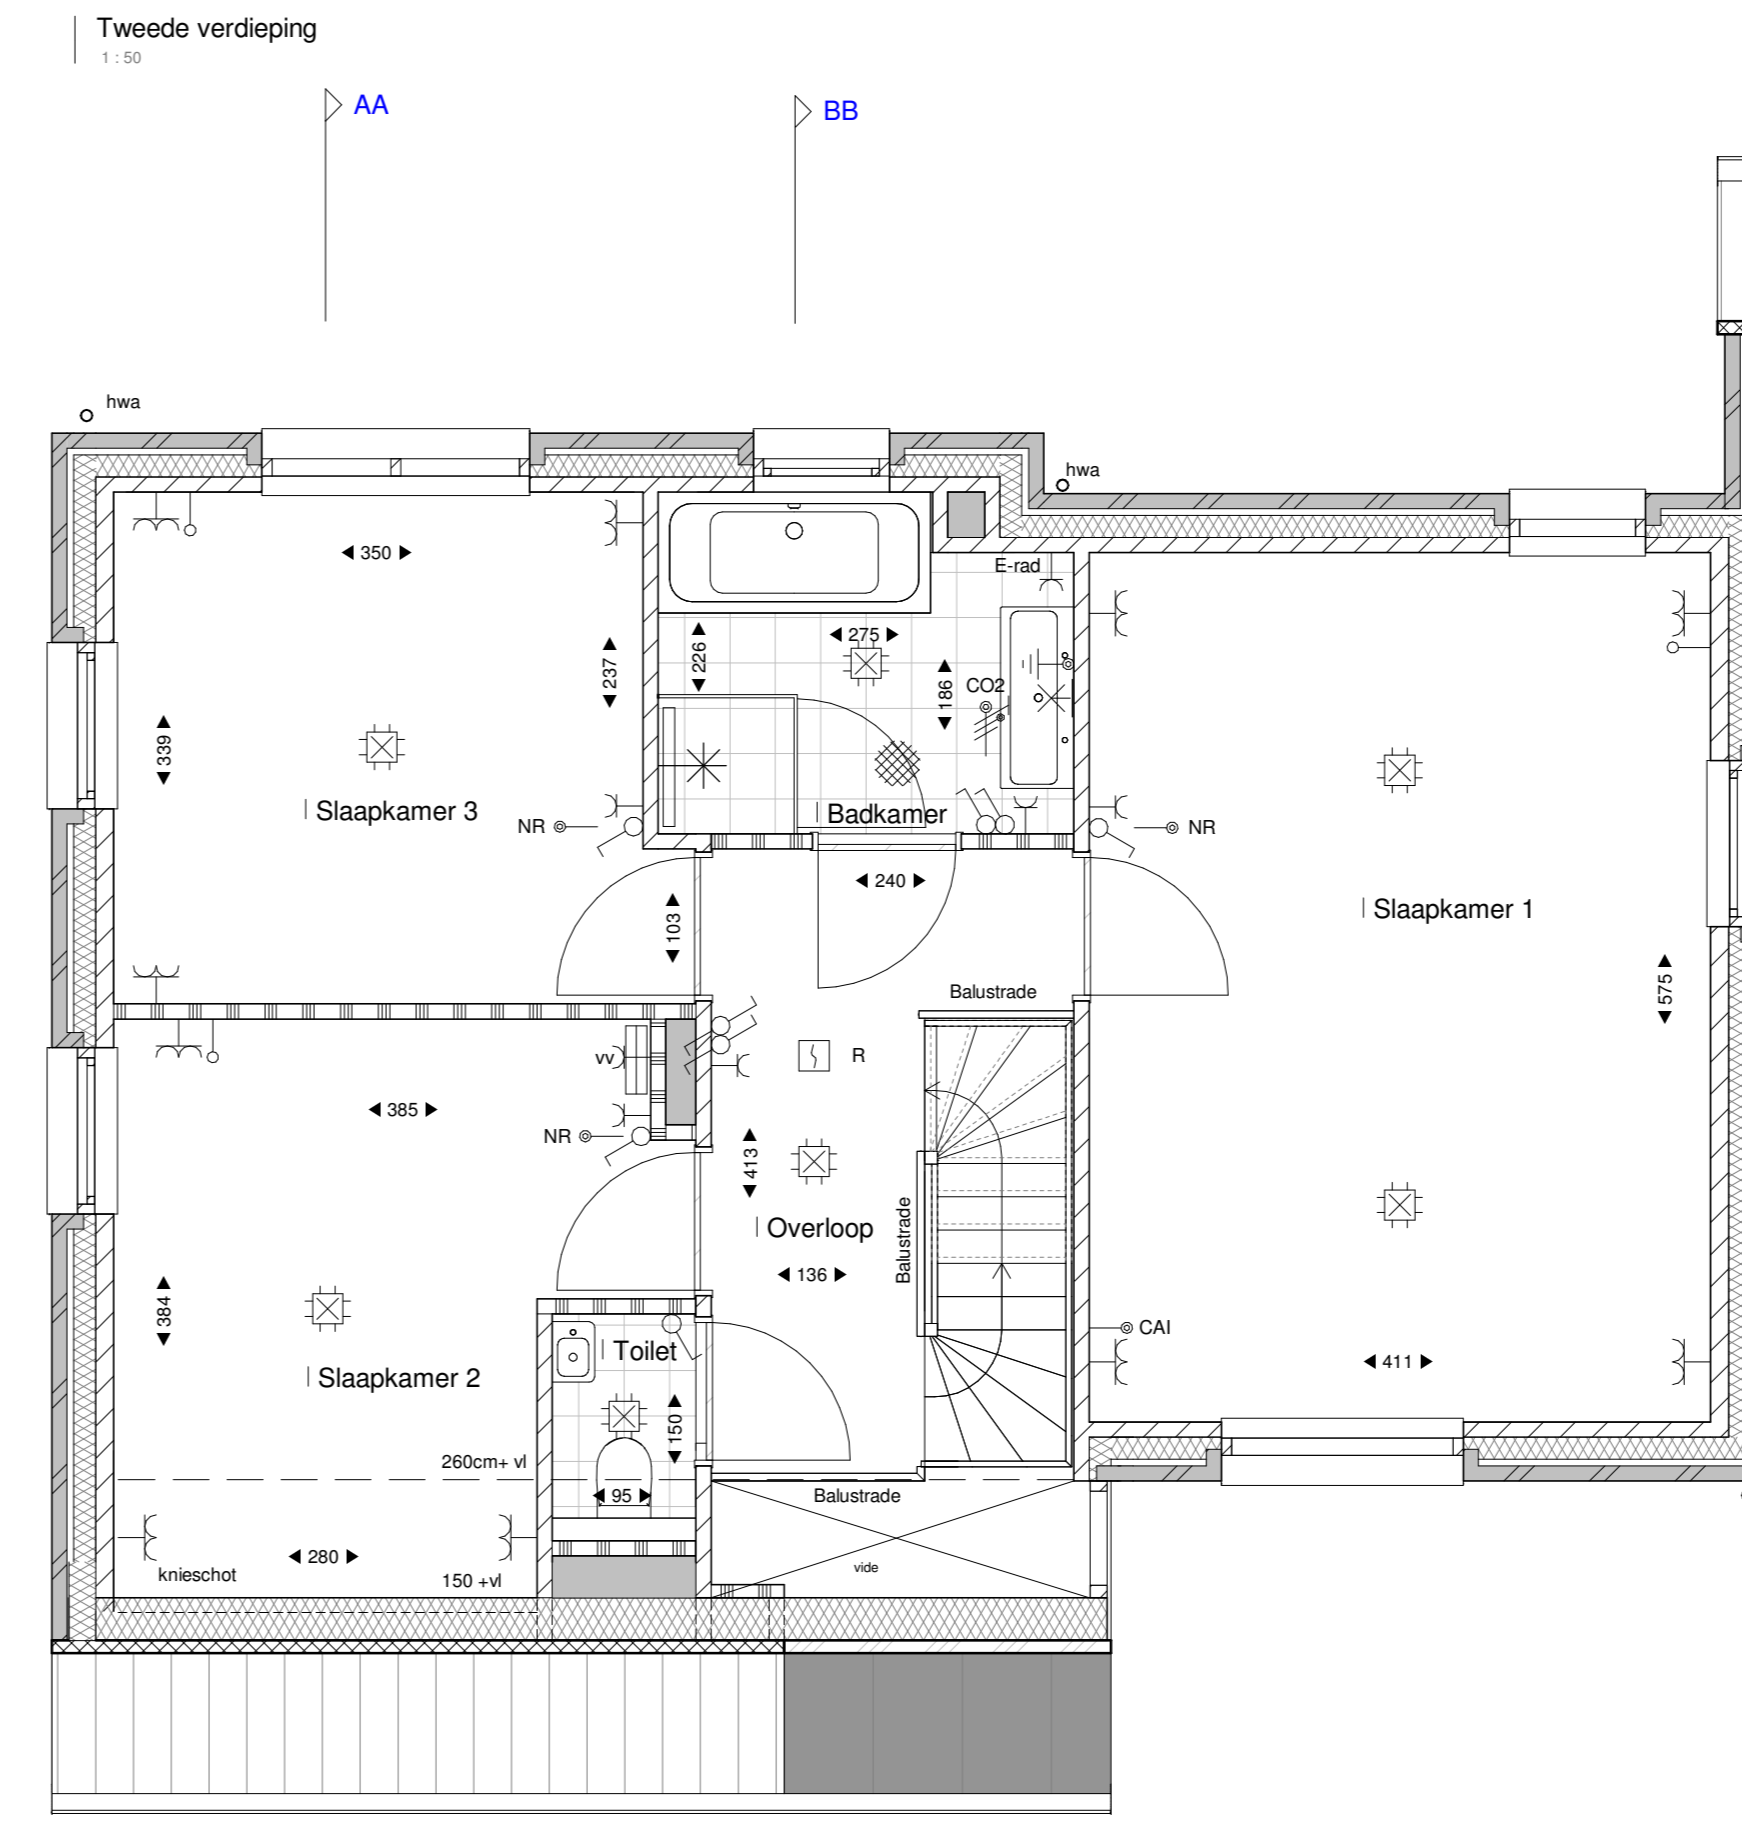 Tweede verdieping
1 : 50
AA
BB
hwa
hwa
350
E-rad
275
226
237
186
CO2
339
Slaapkamer 3
Badkamer
NR
NR
240
Slaapkamer 1
103
575
Balustrade
vv
R
385
NR
413
Overloop
Balustrade
136
384
CAI
Toilet
411
Slaapkamer 2
150
260cm+ vl
95
Balustrade
280
vide
knieschot
150 +vl